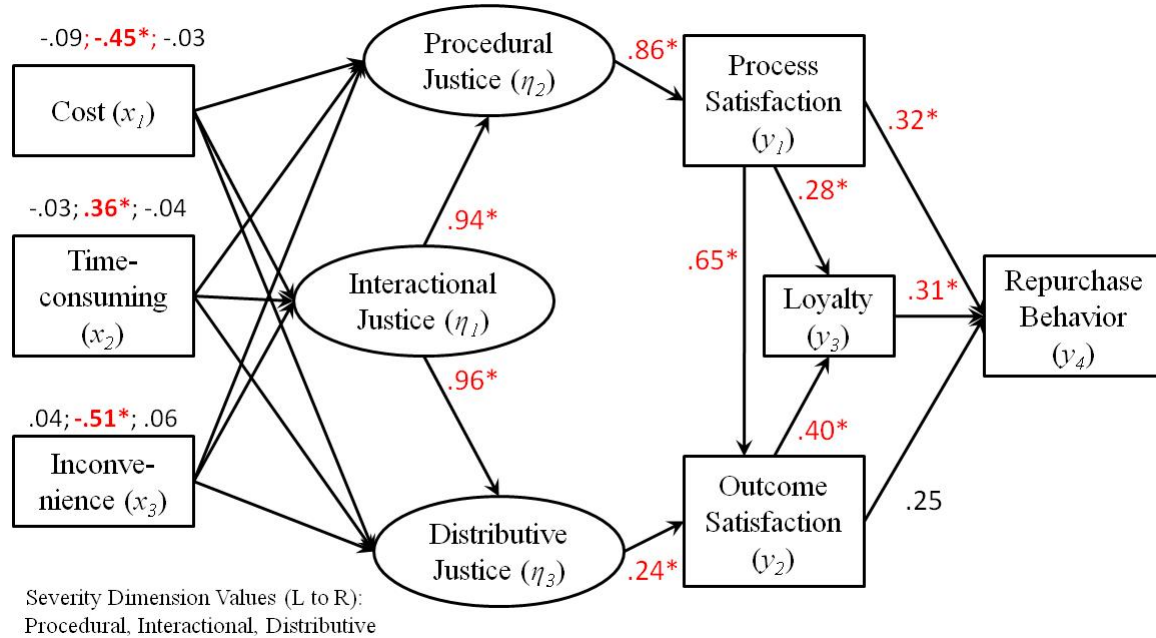 -.09; -.45*; -.03
Cost (x1)
-.03; .36*; -.04
Time-
consuming
(x2)
.04; -.51*; .06
Inconve-
nience (x3)
Procedural
Justice (η2)
.94*
Interactional
Justice (η1)
.96*
Distributive
Justice (η3)
.86*
.24*
Process
Satisfaction
(y1)
.32*
.28*
.65*
Loyalty
(y3)
.31*
.40*
Outcome
Satisfaction
(y2)
.25
Repurchase
Behavior
(y4)
Severity Dimension Values (L to R):
Procedural, Interactional, Distributive